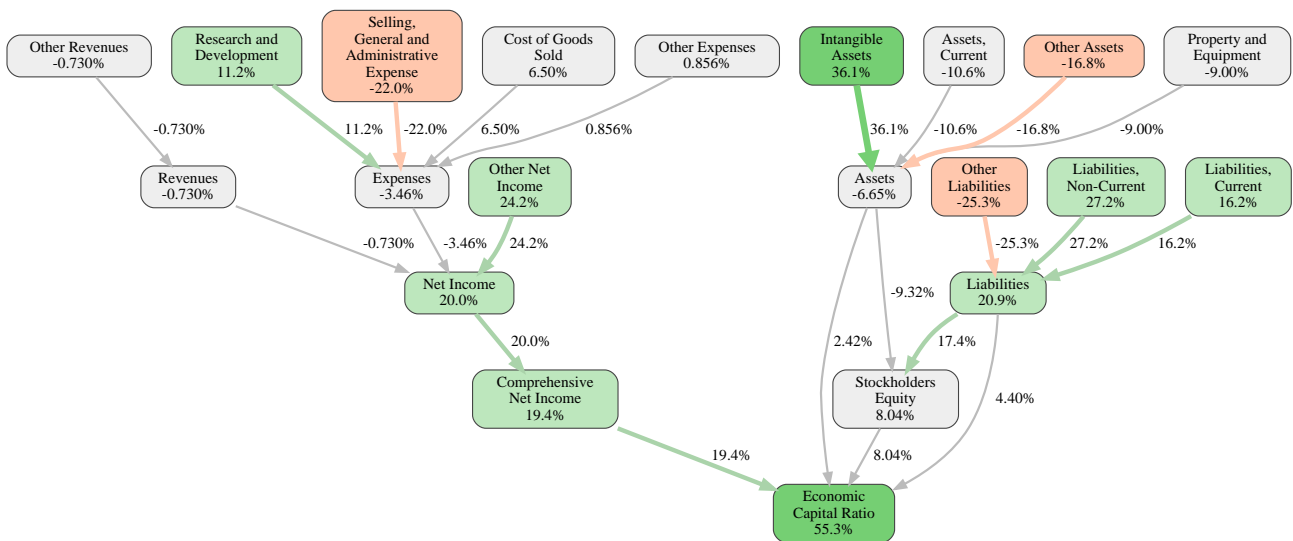 Other Revenues
-0.730%
Research and
Development
11.2%
Selling,
General and
Administrative
Expense
-22.0%
Cost of Goods
Sold
6.50%
Other Expenses
0.856%
Intangible
Assets
36.1%
Assets,
Current
-10.6%
Other Assets
-16.8%
Property and
Equipment
-9.00%
-0.730%
11.2%
-22.0%
6.50%
0.856%
36.1%
-10.6%
-16.8%
-9.00%
Revenues
-0.730%
Expenses
-3.46%
Other Net
Income
24.2%
Assets
-6.65%
Other
Liabilities
-25.3%
Liabilities,
Non-Current
27.2%
Liabilities,
Current
16.2%
-0.730%
-3.46%
24.2%
-25.3%
27.2%
16.2%
Net Income
20.0%
-9.32%
Liabilities
20.9%
20.0%
2.42%
17.4%
Comprehensive
Net Income
19.4%
Stockholders
Equity
8.04%
4.40%
19.4%
8.04%
Economic
Capital Ratio
55.3%